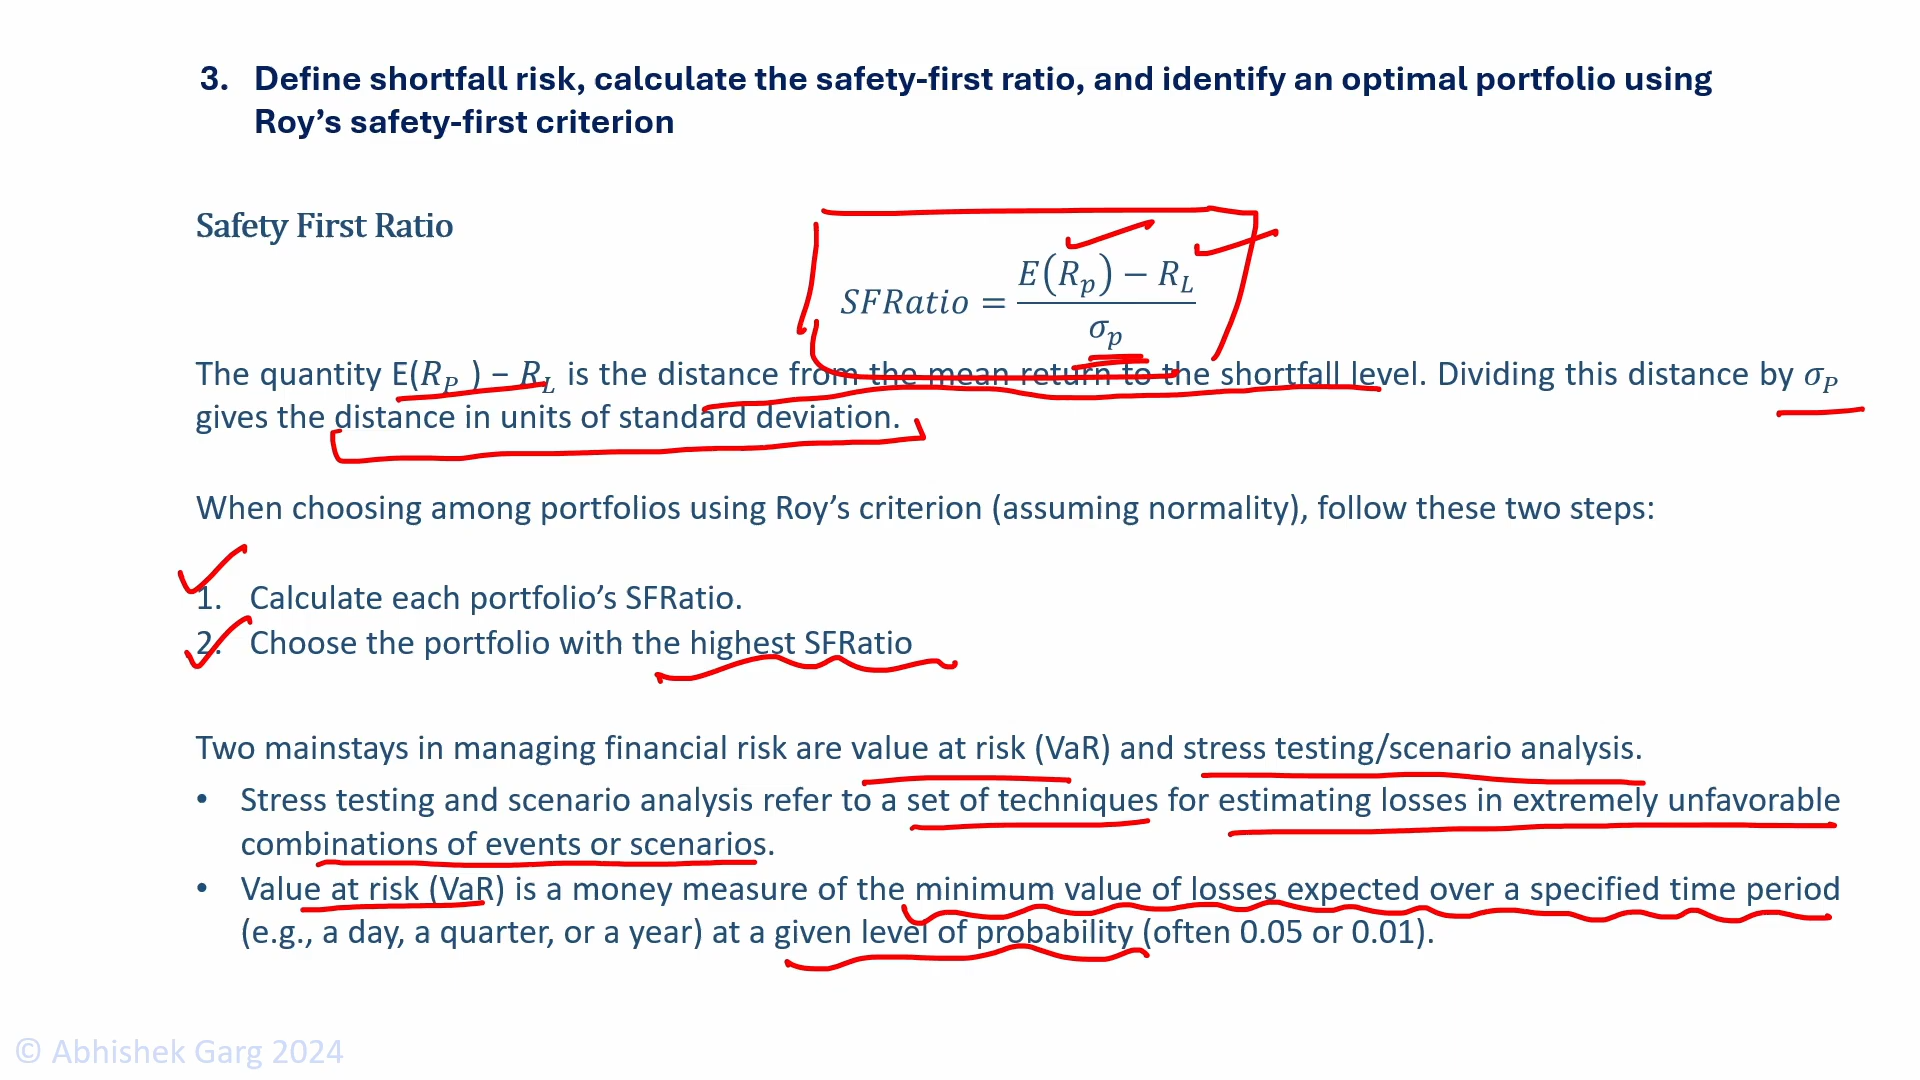 3. Define shortfall risk, calculate the safety-first ratio, and identify an optimal portfolio using
Roy’s safety-first criterion
Safety First Ratio
SFRatio = (E(R_p) − R_L) / σ_p
The quantity E(R_P ) − R_L is the distance from the mean return to the shortfall level. Dividing this distance by σ_P
gives the distance in units of standard deviation.
When choosing among portfolios using Roy’s criterion (assuming normality), follow these two steps:
1. Calculate each portfolio’s SFRatio.
2. Choose the portfolio with the highest SFRatio
Two mainstays in managing financial risk are value at risk (VaR) and stress testing/scenario analysis.
• Stress testing and scenario analysis refer to a set of techniques for estimating losses in extremely unfavorable
combinations of events or scenarios.
• Value at risk (VaR) is a money measure of the minimum value of losses expected over a specified time period
(e.g., a day, a quarter, or a year) at a given level of probability (often 0.05 or 0.01).
© Abhishek Garg 2024